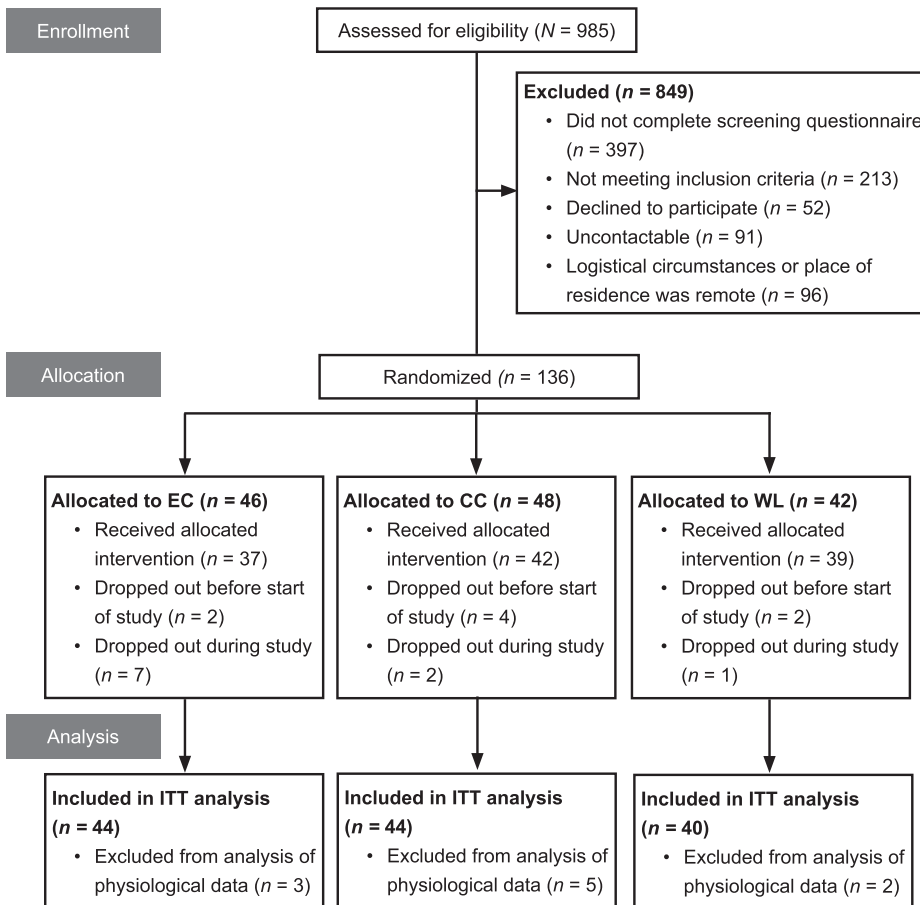 Enrollment
Assessed for eligibility (N = 985)
Excluded (n = 849)
• Did not complete screening questionnaire
(n = 397)
• Not meeting inclusion criteria (n = 213)
• Declined to participate (n = 52)
• Uncontactable (n = 91)
• Logistical circumstances or place of
residence was remote (n = 96)
Allocation
Randomized (n = 136)
Allocated to EC (n = 46)
• Received allocated
intervention (n = 37)
• Dropped out before start
of study (n = 2)
• Dropped out during study
(n = 7)
Allocated to CC (n = 48)
• Received allocated
intervention (n = 42)
• Dropped out before start
of study (n = 4)
• Dropped out during study
(n = 2)
Allocated to WL (n = 42)
• Received allocated
intervention (n = 39)
• Dropped out before start
of study (n = 2)
• Dropped out during study
(n = 1)
Analysis
Included in ITT analysis
(n = 44)
• Excluded from analysis of
physiological data (n = 3)
Included in ITT analysis
(n = 44)
• Excluded from analysis of
physiological data (n = 5)
Included in ITT analysis
(n = 40)
• Excluded from analysis of
physiological data (n = 2)